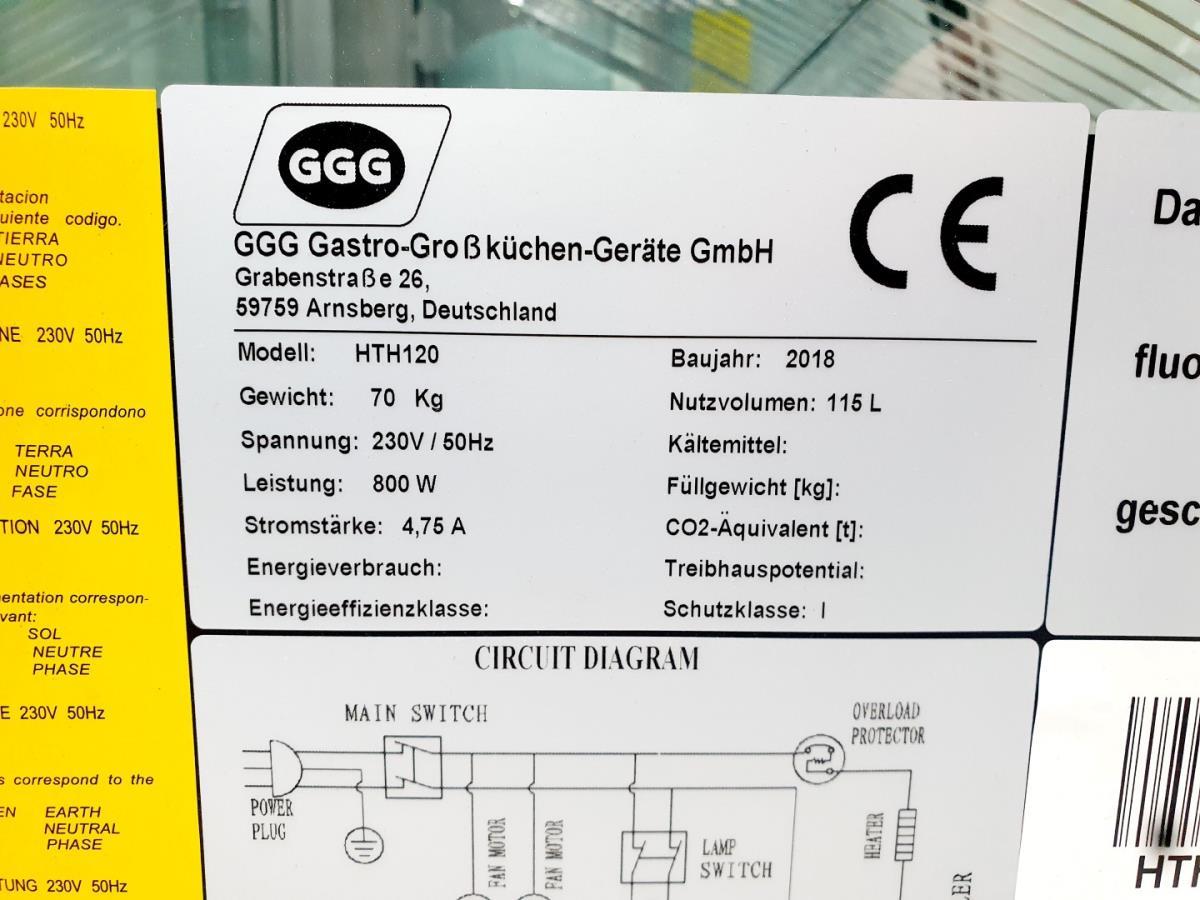 230V 50Hz
tacion
uiente codigo.
TIERRA
NEUTRO
ASES
NE 230V 50Hz
one corrispondono
TERRA
NEUTRO
FASE
TION 230V 50Hz
mentation correspon-
vant:
SOL
NEUTRE
PHASE
E 230V 50Hz
s correspond to the
EN EARTH
NEUTRAL
PHASE
TUNG 230V 50Hz
GGG
CE
GGG Gastro-Großküchen-Geräte GmbH
Grabenstraße 26,
59759 Arnsberg, Deutschland
Modell: HTH120
Gewicht: 70 Kg
Spannung: 230V / 50Hz
Leistung: 800 W
Stromstärke: 4,75 A
Energieverbrauch:
Energieeffizienzklasse:
Baujahr: 2018
Nutzvolumen: 115 L
Kältemittel:
Füllgewicht [kg]:
CO2-Äquivalent [t]:
Treibhauspotential:
Schutzklasse: I
CIRCUIT DIAGRAM
MAIN SWITCH
OVERLOAD
PROTECTOR
POWER
PLUG
FAN MOTOR
FAN MOTOR
LAMP
SWITCH
HEATER
LER
Da
fluo
gesc
HTH